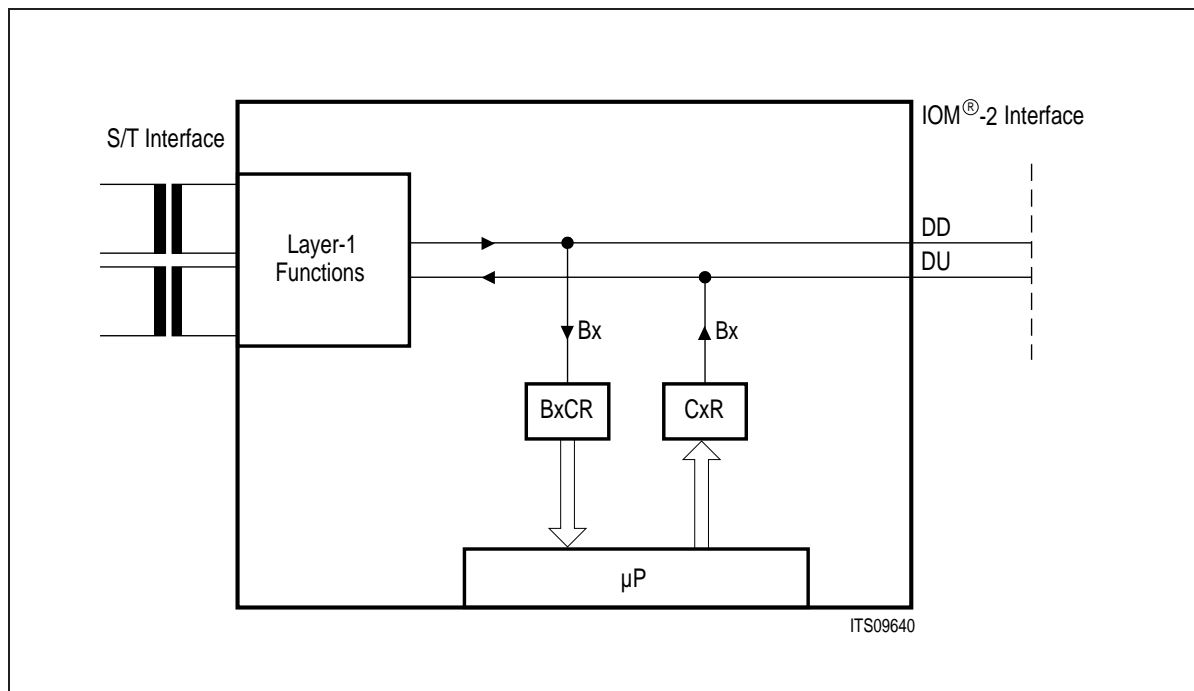 S/T Interface
IOM®-2 Interface
Layer-1
Functions
DD
DU
Bx
Bx
BxCR
CxR
µP
ITS09640